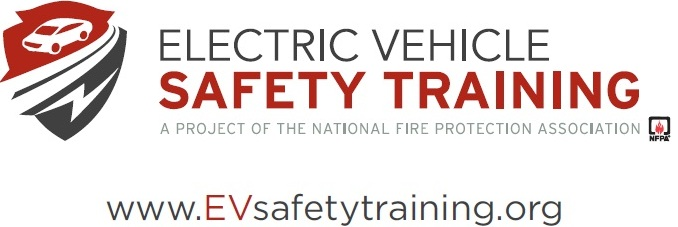 ELECTRIC VEHICLE
SAFETY TRAINING
A PROJECT OF THE NATIONAL FIRE PROTECTION ASSOCIATION
NFPA®
www.EVsafetytraining.org